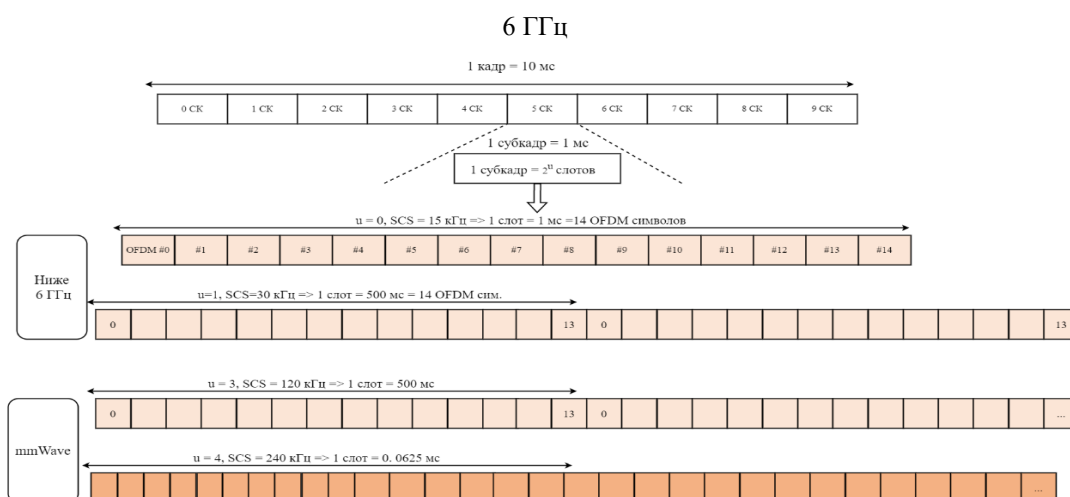 6 ГГц
1 кадр = 10 мс
0 СК 1 СК 2 СК 3 СК 4 СК 5 СК 6 СК 7 СК 8 СК 9 СК
1 субкадр = 1 мс
1 субкадр = 2ᵘ слотов
u = 0, SCS = 15 кГц => 1 слот = 1 мс =14 OFDM символов
OFDM #0 #1 #2 #3 #4 #5 #6 #7 #8 #9 #10 #11 #12 #13 #14
Ниже
6 ГГц
u=1, SCS=30 кГц => 1 слот = 500 мс = 14 OFDM сим.
0 13 0 13
u = 3, SCS = 120 кГц => 1 слот = 500 мс
0 13 0 ...
mmWave
u = 4, SCS = 240 кГц => 1 слот = 0. 0625 мс
...